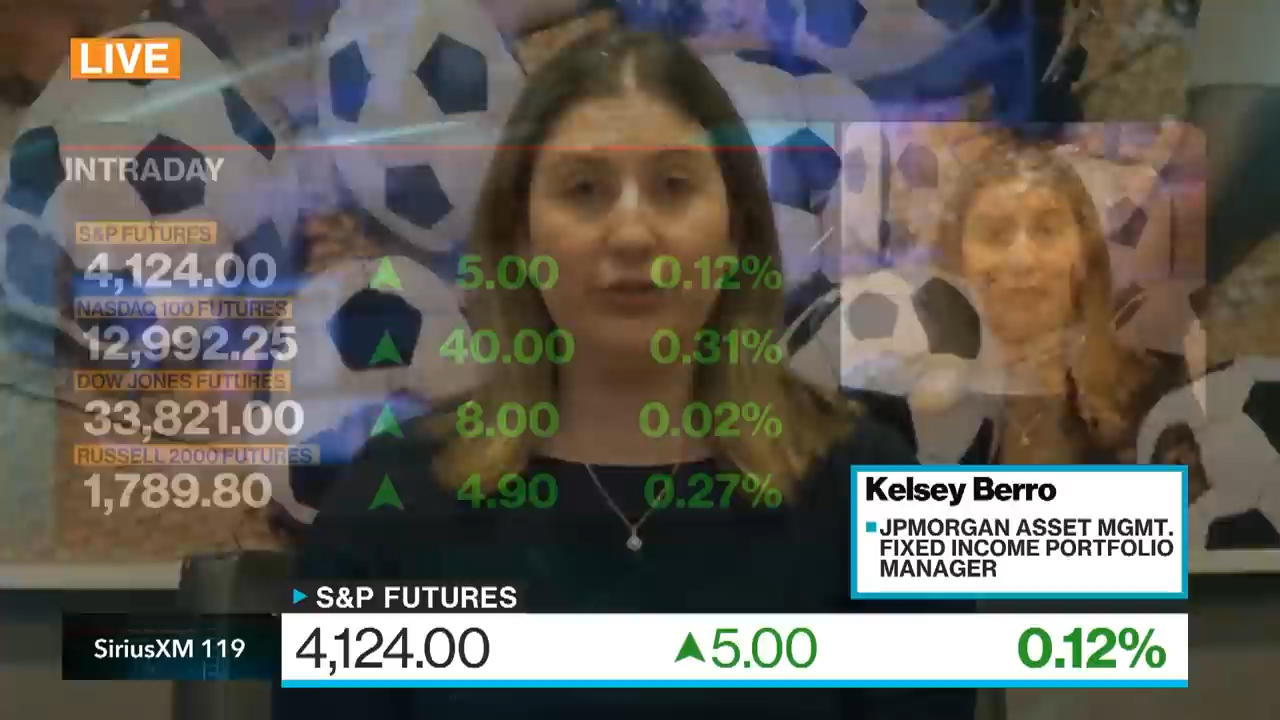 LIVE
INTRADAY
S&P FUTURES
4,124.00 ▲ 5.00 0.12%
NASDAQ 100 FUTURES
12,992.25 ▲ 40.00 0.31%
DOW JONES FUTURES
33,821.00 ▲ 8.00 0.02%
RUSSELL 2000 FUTURES
1,789.80 ▲ 4.90 0.27%
Kelsey Berro
JPMORGAN ASSET MGMT.
FIXED INCOME PORTFOLIO
MANAGER
S&P FUTURES
SiriusXM 119
4,124.00 ▲5.00 0.12%